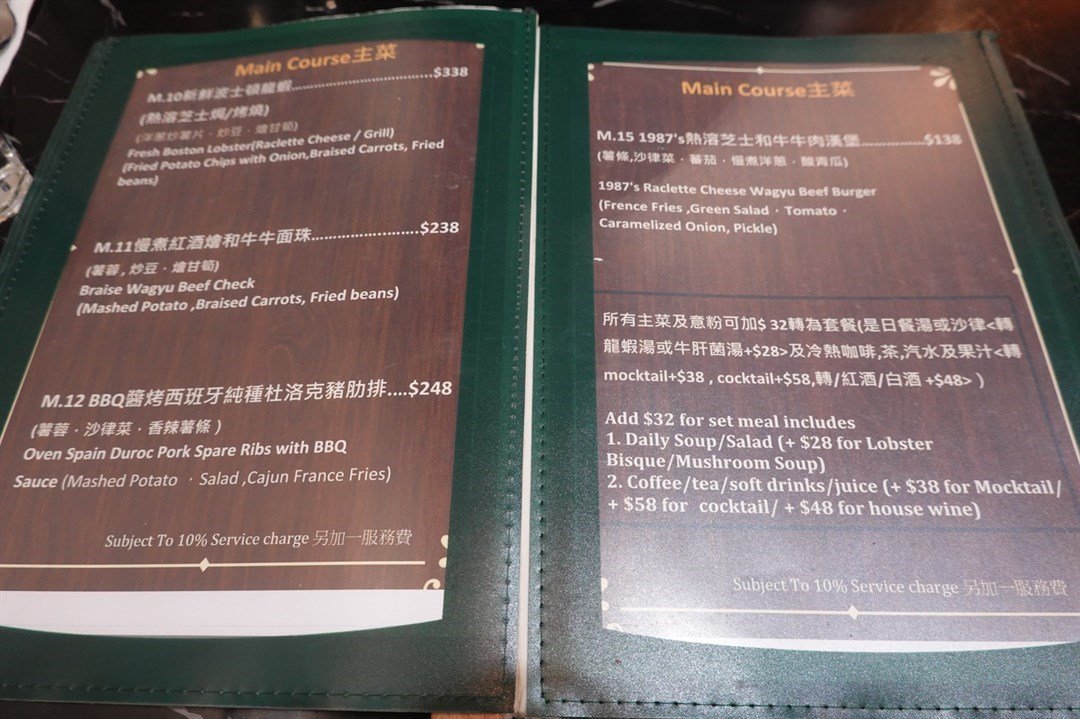 Main Course主菜
M.10新鮮波士頓龍蝦..............................$338
(熱溶芝士焗/烤燒)
(洋蔥炒薯片 · 炒豆 · 燴甘筍)
Fresh Boston Lobster(Raclette Cheese / Grill)
(Fried Potato Chips with Onion,Braised Carrots, Fried
beans)
M.11慢煮紅酒燴和牛牛面珠........................$238
(薯蓉 , 炒豆 · 燴甘筍)
Braise Wagyu Beef Check
(Mashed Potato ,Braised Carrots, Fried beans)
M.12 BBQ醬烤西班牙純種杜洛克豬肋排....$248
(薯蓉 · 沙律菜 · 香辣薯條 )
Oven Spain Duroc Pork Spare Ribs with BBQ
Sauce (Mashed Potato · Salad ,Cajun France Fries)
Subject To 10% Service charge 另加一服務費
Main Course主菜
M.15 1987's熱溶芝士和牛牛肉漢堡.................$138
(薯條,沙律菜 · 蕃茄 · 慢煮洋蔥 · 酸青瓜)
1987's Raclette Cheese Wagyu Beef Burger
(Frence Fries ,Green Salad · Tomato ·
Caramelized Onion, Pickle)
所有主菜及意粉可加$ 32轉為套餐(是日餐湯或沙律<轉
龍蝦湯或牛肝菌湯+$28>及冷熱咖啡,茶,汽水及果汁<轉
mocktail+$38 , cocktail+$58,轉/紅酒/白酒 +$48> )
Add $32 for set meal includes
1. Daily Soup/Salad (+ $28 for Lobster
Bisque/Mushroom Soup)
2. Coffee/tea/soft drinks/juice (+ $38 for Mocktail/
+ $58 for cocktail/ + $48 for house wine)
Subject To 10% Service charge 另加一服務費